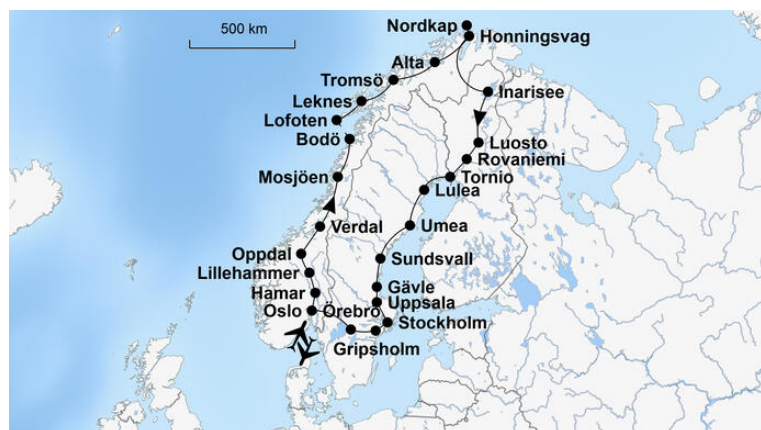 Nordkap
500 km
Honningsvag
Alta
Tromsö
Inarisee
Leknes
Lofoten
Bodö
Luosto
Rovaniemi
Mosjöen
Tornio
Lulea
Verdal
Umea
Oppdal
Sundsvall
Lillehammer
Gävle
Hamar
Uppsala
Oslo
Örebro
Stockholm
Gripsholm